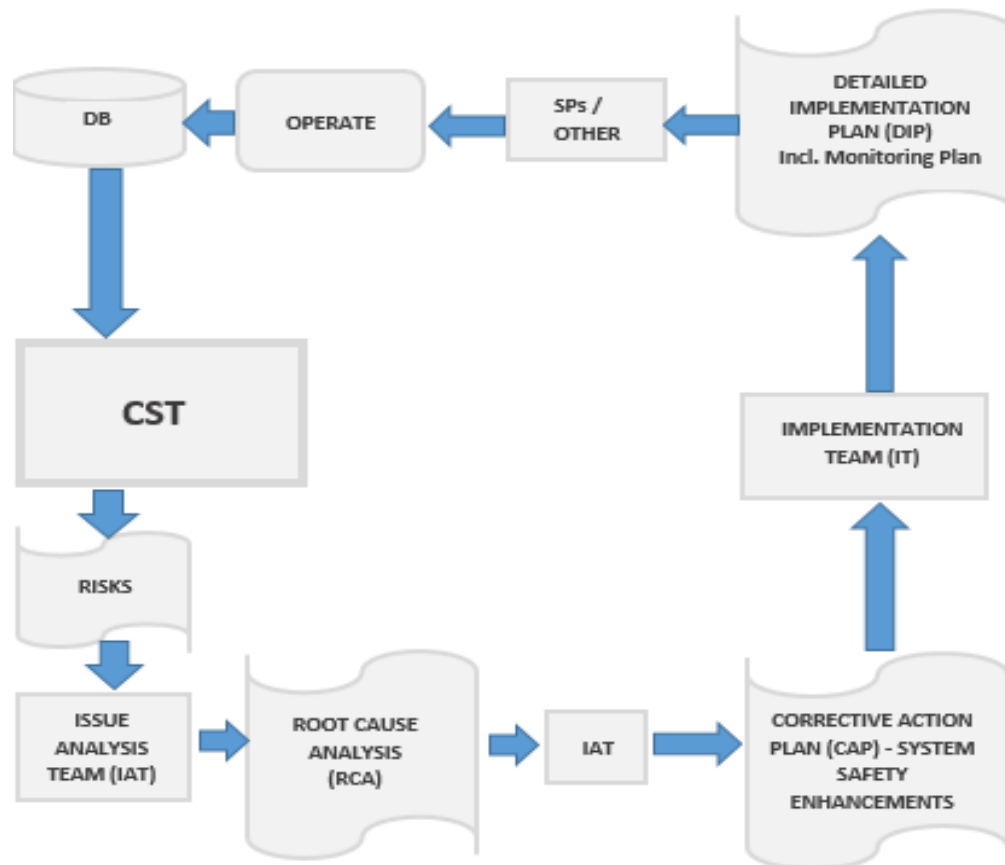 DB
OPERATE
SPs /
OTHER
DETAILED
IMPLEMENTATION
PLAN (DIP)
Incl. Monitoring Plan
CST
IMPLEMENTATION
TEAM (IT)
RISKS
ISSUE
ANALYSIS
TEAM (IAT)
ROOT CAUSE
ANALYSIS
(RCA)
IAT
CORRECTIVE ACTION
PLAN (CAP) - SYSTEM
SAFETY
ENHANCEMENTS